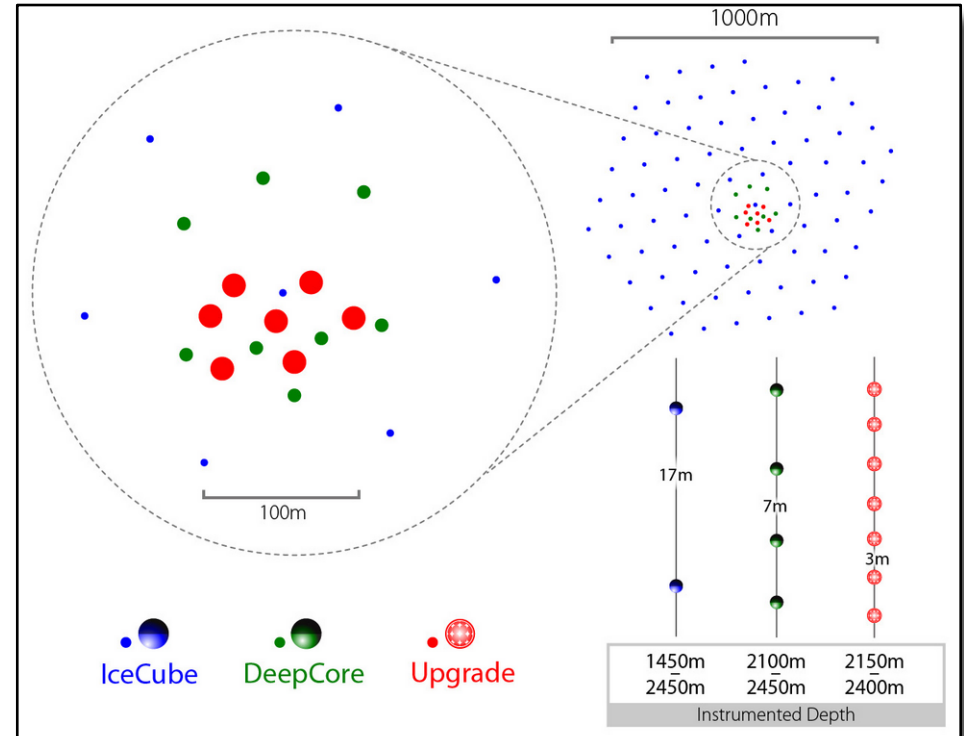 1000m
100m
17m
7m
3m
IceCube
DeepCore
Upgrade
1450m
–
2450m
2100m
–
2450m
2150m
–
2400m
Instrumented Depth